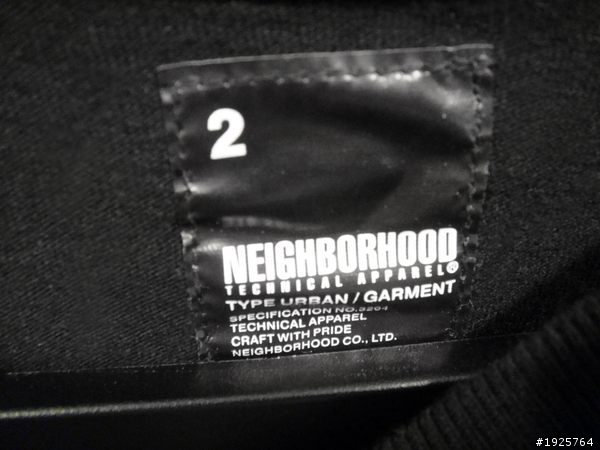 2
NEIGHBORHOOD
TECHNICAL APPAREL®
TYPE URBAN / GARMENT
SPECIFICATION NO.3204
TECHNICAL APPAREL
CRAFT WITH PRIDE
NEIGHBORHOOD CO., LTD.
#1925764